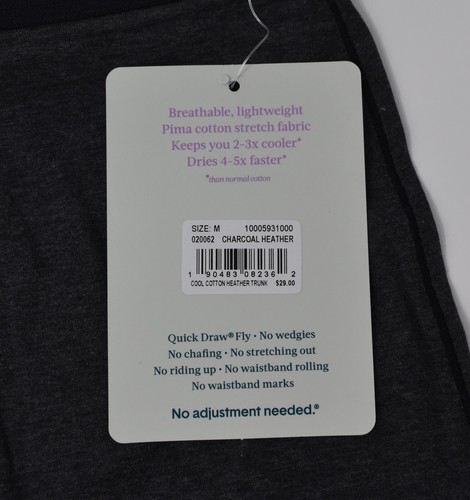 Breathable, lightweight
Pima cotton stretch fabric
Keeps you 2-3x cooler*
Dries 4-5x faster*
*than normal cotton
SIZE: M 10005931000
020062 CHARCOAL HEATHER
1 90483 08236 2
COOL COTTON HEATHER TRUNK $29.00
Quick Draw® Fly • No wedgies
No chafing • No stretching out
No riding up • No waistband rolling
No waistband marks
No adjustment needed.®